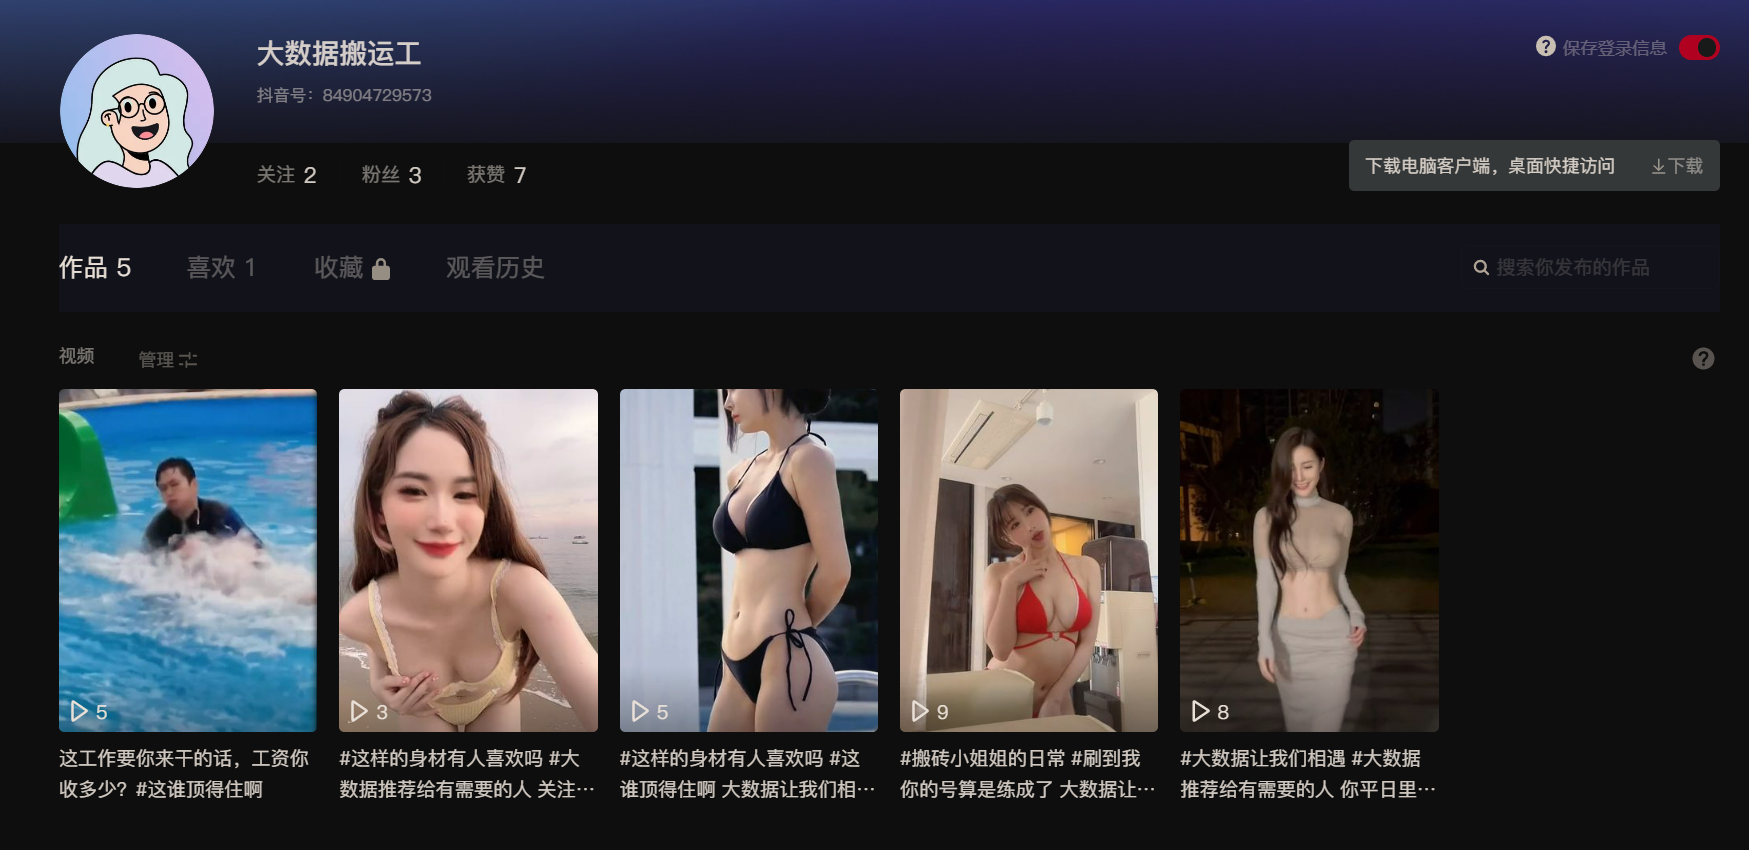 大数据搬运工
保存登录信息
抖音号：84904729573
下载电脑客户端，桌面快捷访问 下载
关注 2 粉丝 3 获赞 7
作品 5 喜欢 1 收藏 观看历史 搜索你发布的作品
视频 管理
5
3
5
9
8
这工作要你来干的话，工资你
收多少？#这谁顶得住啊
#这样的身材有人喜欢吗 #大
数据推荐给有需要的人 关注…
#这样的身材有人喜欢吗 #这
谁顶得住啊 大数据让我们相…
#搬砖小姐姐的日常 #刷到我
你的号算是练成了 大数据让…
#大数据让我们相遇 #大数据
推荐给有需要的人 你平日里…